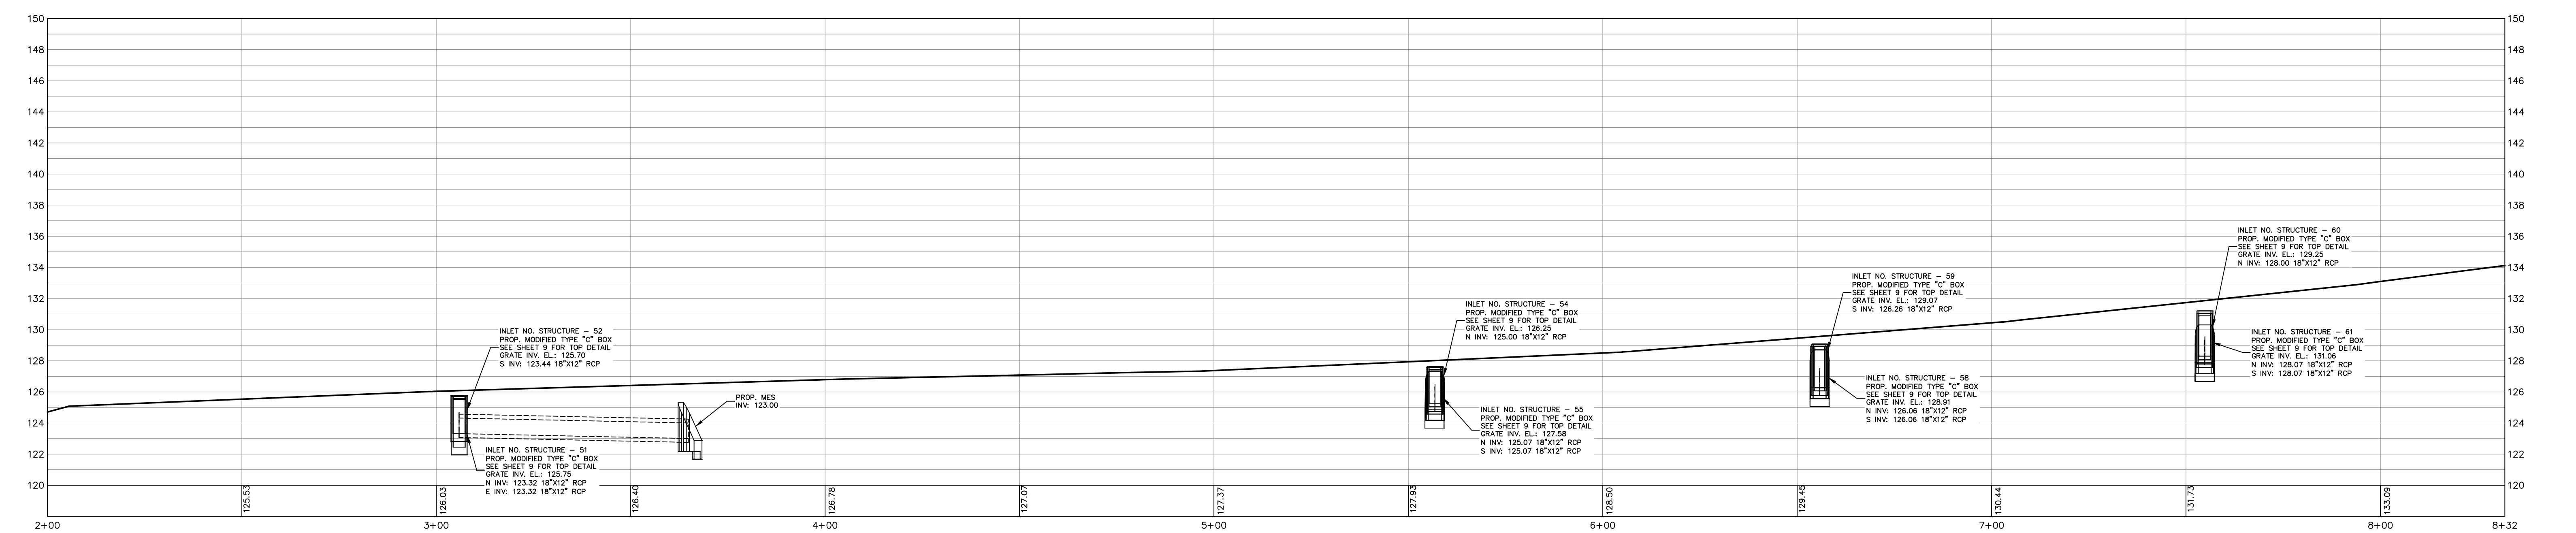 150
148
146
144
142
140
138
136
134
132
130
128
126
124
122
120
INLET NO. STRUCTURE – 52
PROP. MODIFIED TYPE "C" BOX
SEE SHEET 9 FOR TOP DETAIL
GRATE INV. EL.: 125.70
S INV: 123.44 18"X12" RCP
INLET NO. STRUCTURE – 51
PROP. MODIFIED TYPE "C" BOX
SEE SHEET 9 FOR TOP DETAIL
GRATE INV. EL.: 125.75
N INV: 123.32 18"X12" RCP
E INV: 123.32 18"X12" RCP
PROP. MES
INV: 123.00
INLET NO. STRUCTURE – 54
PROP. MODIFIED TYPE "C" BOX
SEE SHEET 9 FOR TOP DETAIL
GRATE INV. EL.: 126.25
N INV: 125.00 18"X12" RCP
INLET NO. STRUCTURE – 55
PROP. MODIFIED TYPE "C" BOX
SEE SHEET 9 FOR TOP DETAIL
GRATE INV. EL.: 127.58
N INV: 125.07 18"X12" RCP
S INV: 125.07 18"X12" RCP
INLET NO. STRUCTURE – 59
PROP. MODIFIED TYPE "C" BOX
SEE SHEET 9 FOR TOP DETAIL
GRATE INV. EL.: 129.07
S INV: 126.26 18"X12" RCP
INLET NO. STRUCTURE – 58
PROP. MODIFIED TYPE "C" BOX
SEE SHEET 9 FOR TOP DETAIL
GRATE INV. EL.: 128.91
N INV: 126.06 18"X12" RCP
S INV: 126.06 18"X12" RCP
INLET NO. STRUCTURE – 60
PROP. MODIFIED TYPE "C" BOX
SEE SHEET 9 FOR TOP DETAIL
GRATE INV. EL.: 129.25
N INV: 128.00 18"X12" RCP
INLET NO. STRUCTURE – 61
PROP. MODIFIED TYPE "C" BOX
SEE SHEET 9 FOR TOP DETAIL
GRATE INV. EL.: 131.06
N INV: 128.07 18"X12" RCP
S INV: 128.07 18"X12" RCP
150
148
146
144
142
140
138
136
134
132
130
128
126
124
122
120
125.53
126.03
126.40
126.78
127.07
127.37
127.93
128.50
129.45
130.44
131.73
133.09
2+00
3+00
4+00
5+00
6+00
7+00
8+00
8+32